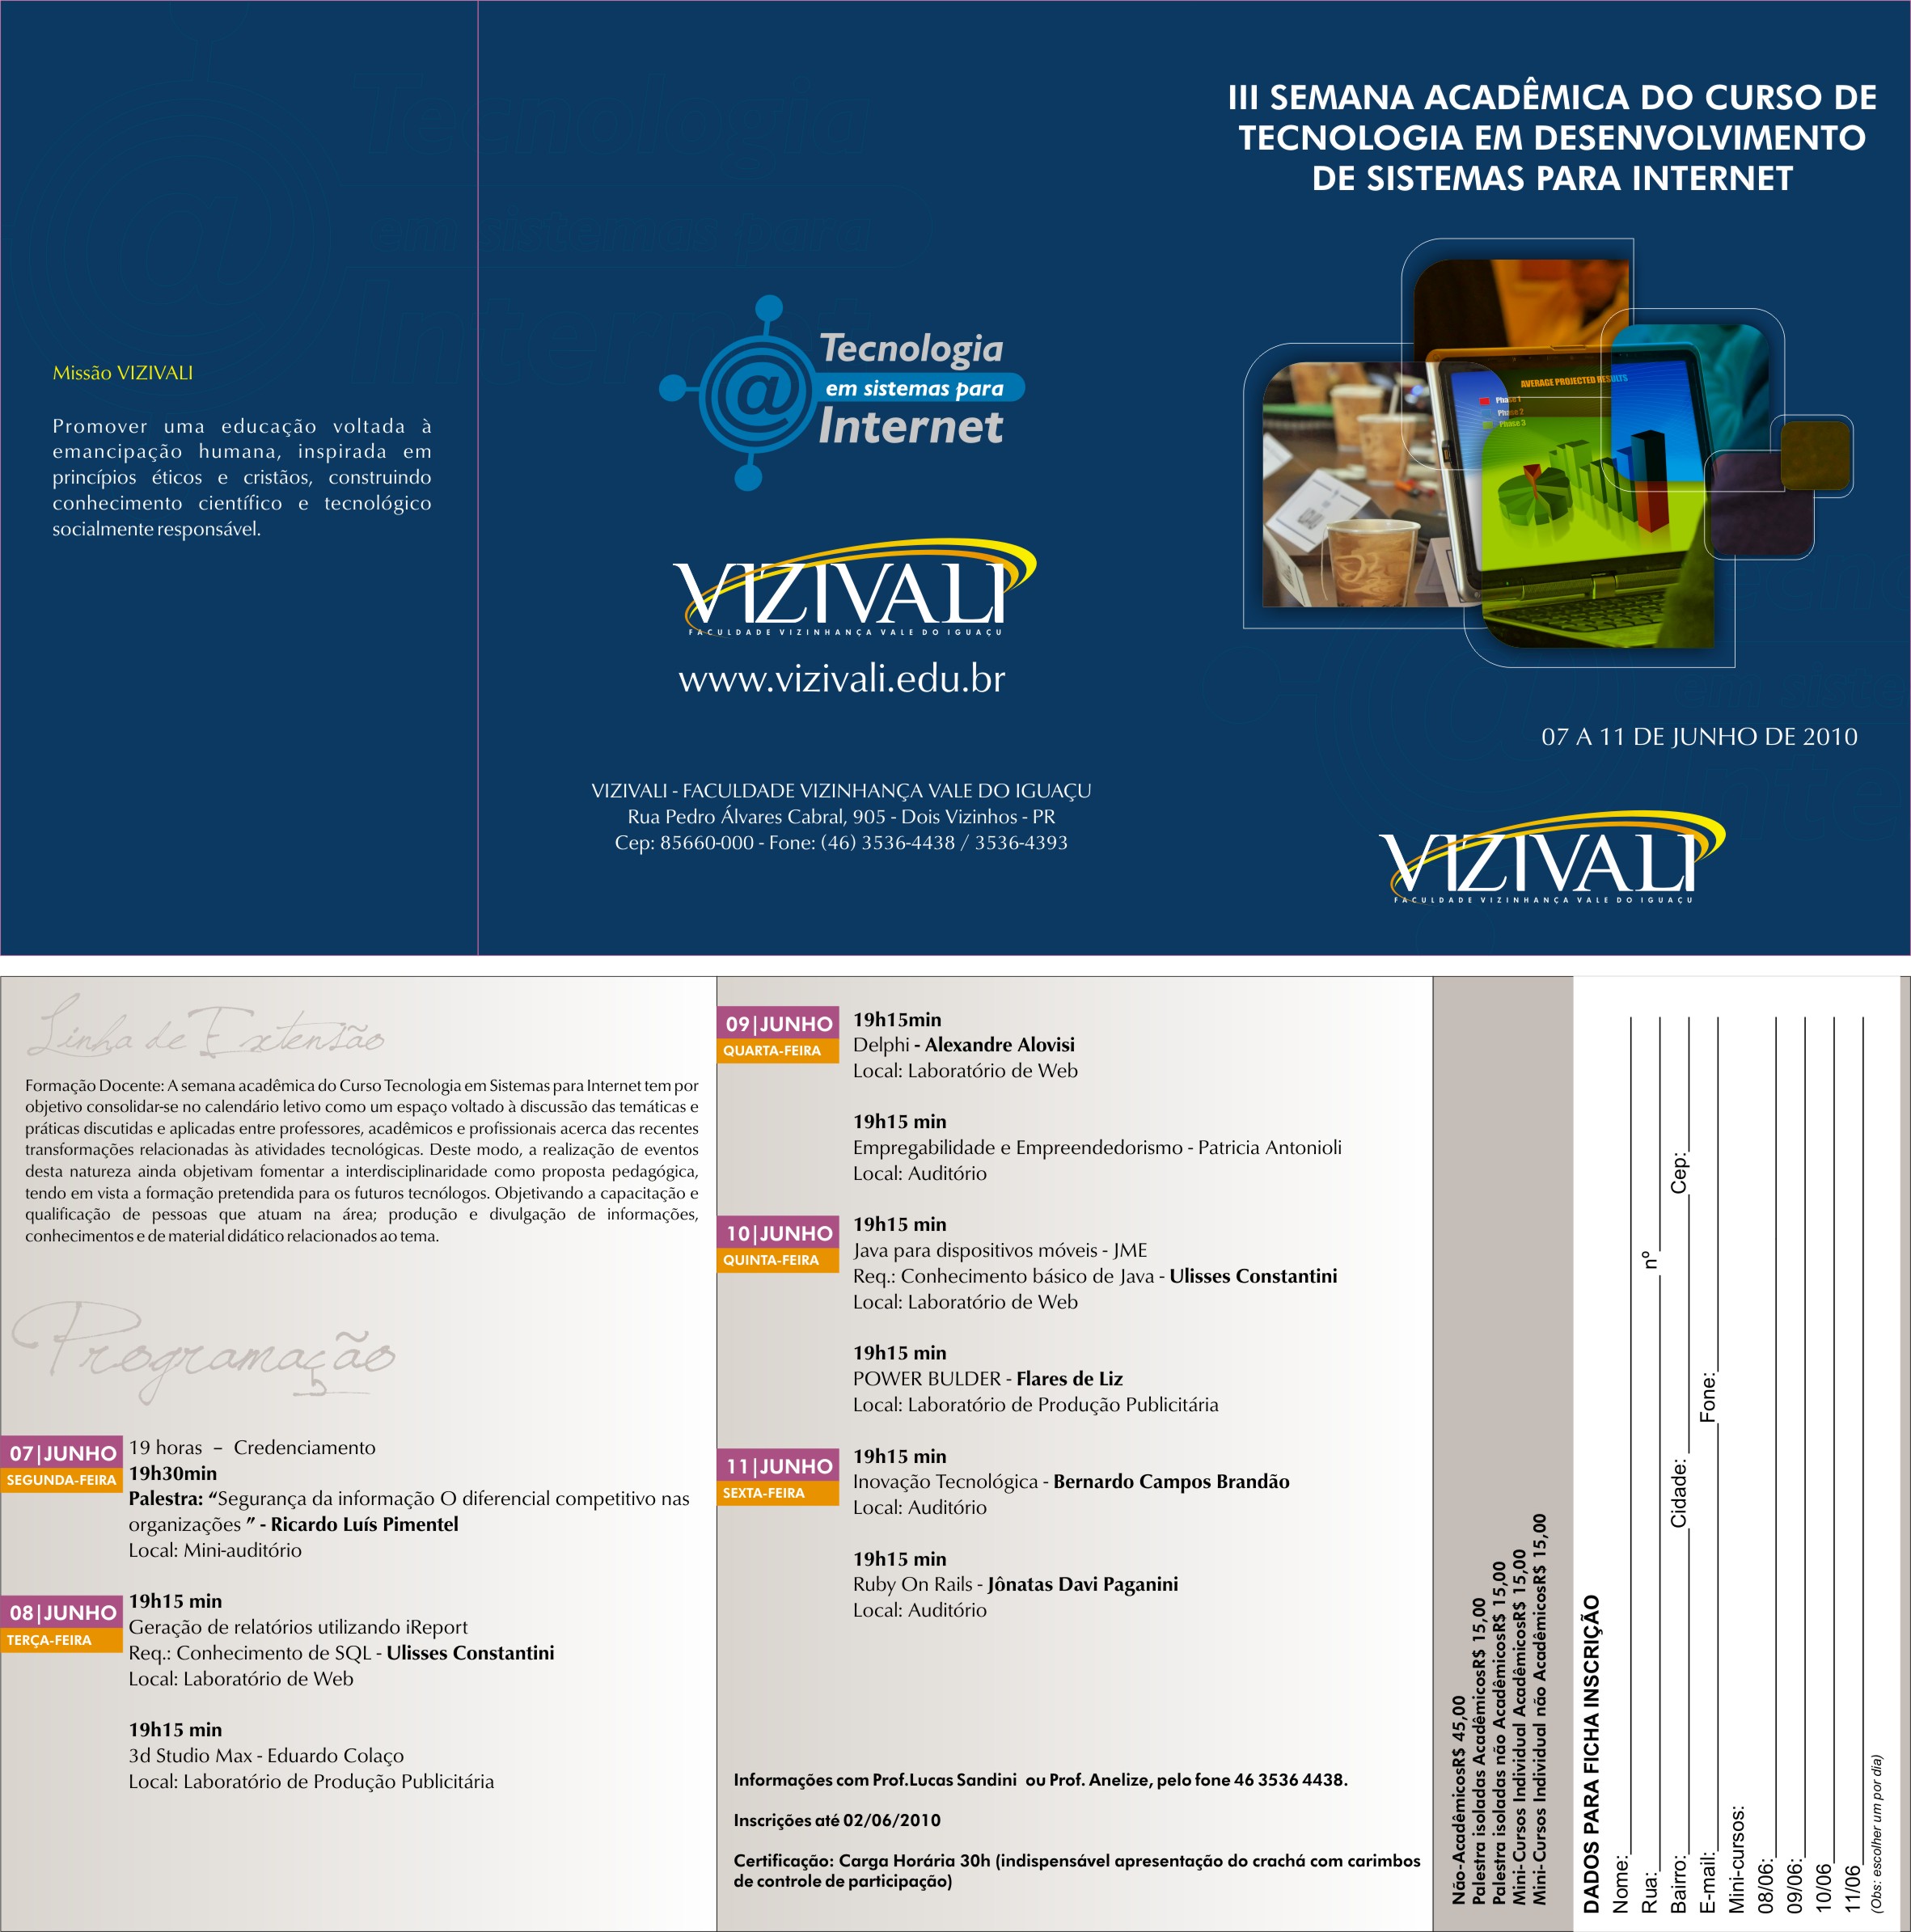 Missão VIZIVALI
Promover uma educação voltada à
emancipação humana, inspirada em
princípios éticos e cristãos, construindo
conhecimento científico e tecnológico
socialmente responsável.
@
Tecnologia
em sistemas para
Internet
VIZIVALI
FACULDADE VIZINHANÇA VALE DO IGUAÇU
www.vizivali.edu.br
VIZIVALI - FACULDADE VIZINHANÇA VALE DO IGUAÇU
Rua Pedro Álvares Cabral, 905 - Dois Vizinhos - PR
Cep: 85660-000 - Fone: (46) 3536-4438 / 3536-4393
III SEMANA ACADÊMICA DO CURSO DE
TECNOLOGIA EM DESENVOLVIMENTO
DE SISTEMAS PARA INTERNET
AVERAGE PROJECTED RESULTS
Phase 1
Phase 2
Phase 3
07 A 11 DE JUNHO DE 2010
VIZIVALI
FACULDADE VIZINHANÇA VALE DO IGUAÇU
Linha de Extensão
Formação Docente: A semana acadêmica do Curso Tecnologia em Sistemas para Internet tem por
objetivo consolidar-se no calendário letivo como um espaço voltado à discussão das temáticas e
práticas discutidas e aplicadas entre professores, acadêmicos e profissionais acerca das recentes
transformações relacionadas às atividades tecnológicas. Deste modo, a realização de eventos
desta natureza ainda objetivam fomentar a interdisciplinaridade como proposta pedagógica,
tendo em vista a formação pretendida para os futuros tecnólogos. Objetivando a capacitação e
qualificação de pessoas que atuam na área; produção e divulgação de informações,
conhecimentos e de material didático relacionados ao tema.
Programação
07|JUNHO
SEGUNDA-FEIRA
19 horas – Credenciamento
19h30min
Palestra: “Segurança da informação O diferencial competitivo nas
organizações ” - Ricardo Luís Pimentel
Local: Mini-auditório
08|JUNHO
TERÇA-FEIRA
19h15 min
Geração de relatórios utilizando iReport
Req.: Conhecimento de SQL - Ulisses Constantini
Local: Laboratório de Web
19h15 min
3d Studio Max - Eduardo Colaço
Local: Laboratório de Produção Publicitária
09|JUNHO
QUARTA-FEIRA
19h15min
Delphi - Alexandre Alovisi
Local: Laboratório de Web
19h15 min
Empregabilidade e Empreendedorismo - Patricia Antonioli
Local: Auditório
10|JUNHO
QUINTA-FEIRA
19h15 min
Java para dispositivos móveis - JME
Req.: Conhecimento básico de Java - Ulisses Constantini
Local: Laboratório de Web
19h15 min
POWER BULDER - Flares de Liz
Local: Laboratório de Produção Publicitária
11|JUNHO
SEXTA-FEIRA
19h15 min
Inovação Tecnológica - Bernardo Campos Brandão
Local: Auditório
19h15 min
Ruby On Rails - Jônatas Davi Paganini
Local: Auditório
Informações com Prof.Lucas Sandini ou Prof. Anelize, pelo fone 46 3536 4438.
Inscrições até 02/06/2010
Certificação: Carga Horária 30h (indispensável apresentação do crachá com carimbos
de controle de participação)
Não-AcadêmicosR$ 45,00
Palestra isoladas AcadêmicosR$ 15,00
Palestra isoladas não AcadêmicosR$ 15,00
Mini-Cursos Individual AcadêmicosR$ 15,00
Mini-Cursos Individual não AcadêmicosR$ 15,00
DADOS PARA FICHA INSCRIÇÃO
Nome:
Rua: nº
Bairro: Cidade: Cep:
E-mail: Fone:
Mini-cursos:
08/06:
09/06:
10/06
11/06
(Obs: escolher um por dia)